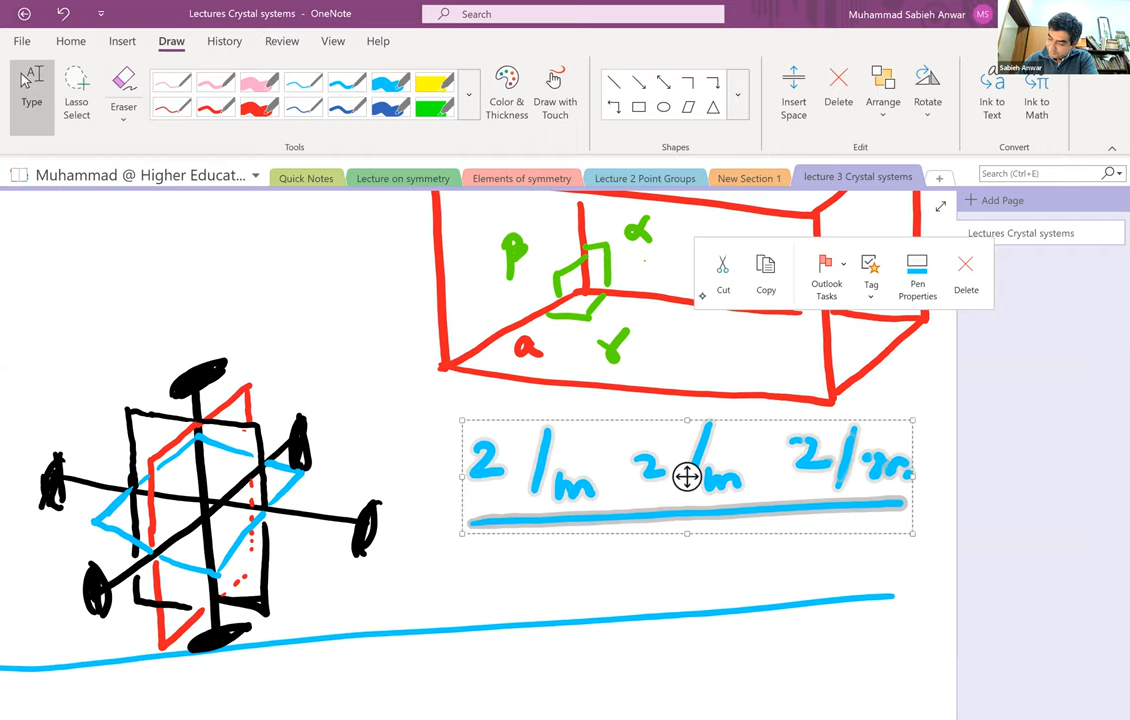 Lectures Crystal systems - OneNote
Search
Muhammad Sabieh Anwar MS
File Home Insert Draw History Review View Help
Sabieh Anwar
Type
Lasso Select
Eraser
Color & Thickness
Draw with Touch
Insert Space
Delete
Arrange
Rotate
Ink to Text
Ink to Math
Tools
Shapes
Edit
Convert
Muhammad @ Higher Educat...
Quick Notes
Lecture on symmetry
Elements of symmetry
Lecture 2 Point Groups
New Section 1
lecture 3 Crystal systems
Search (Ctrl+E)
Add Page
Lectures Crystal systems
Cut
Copy
Outlook Tasks
Tag
Pen Properties
Delete
β α
a γ
2/m 2/m 2/m